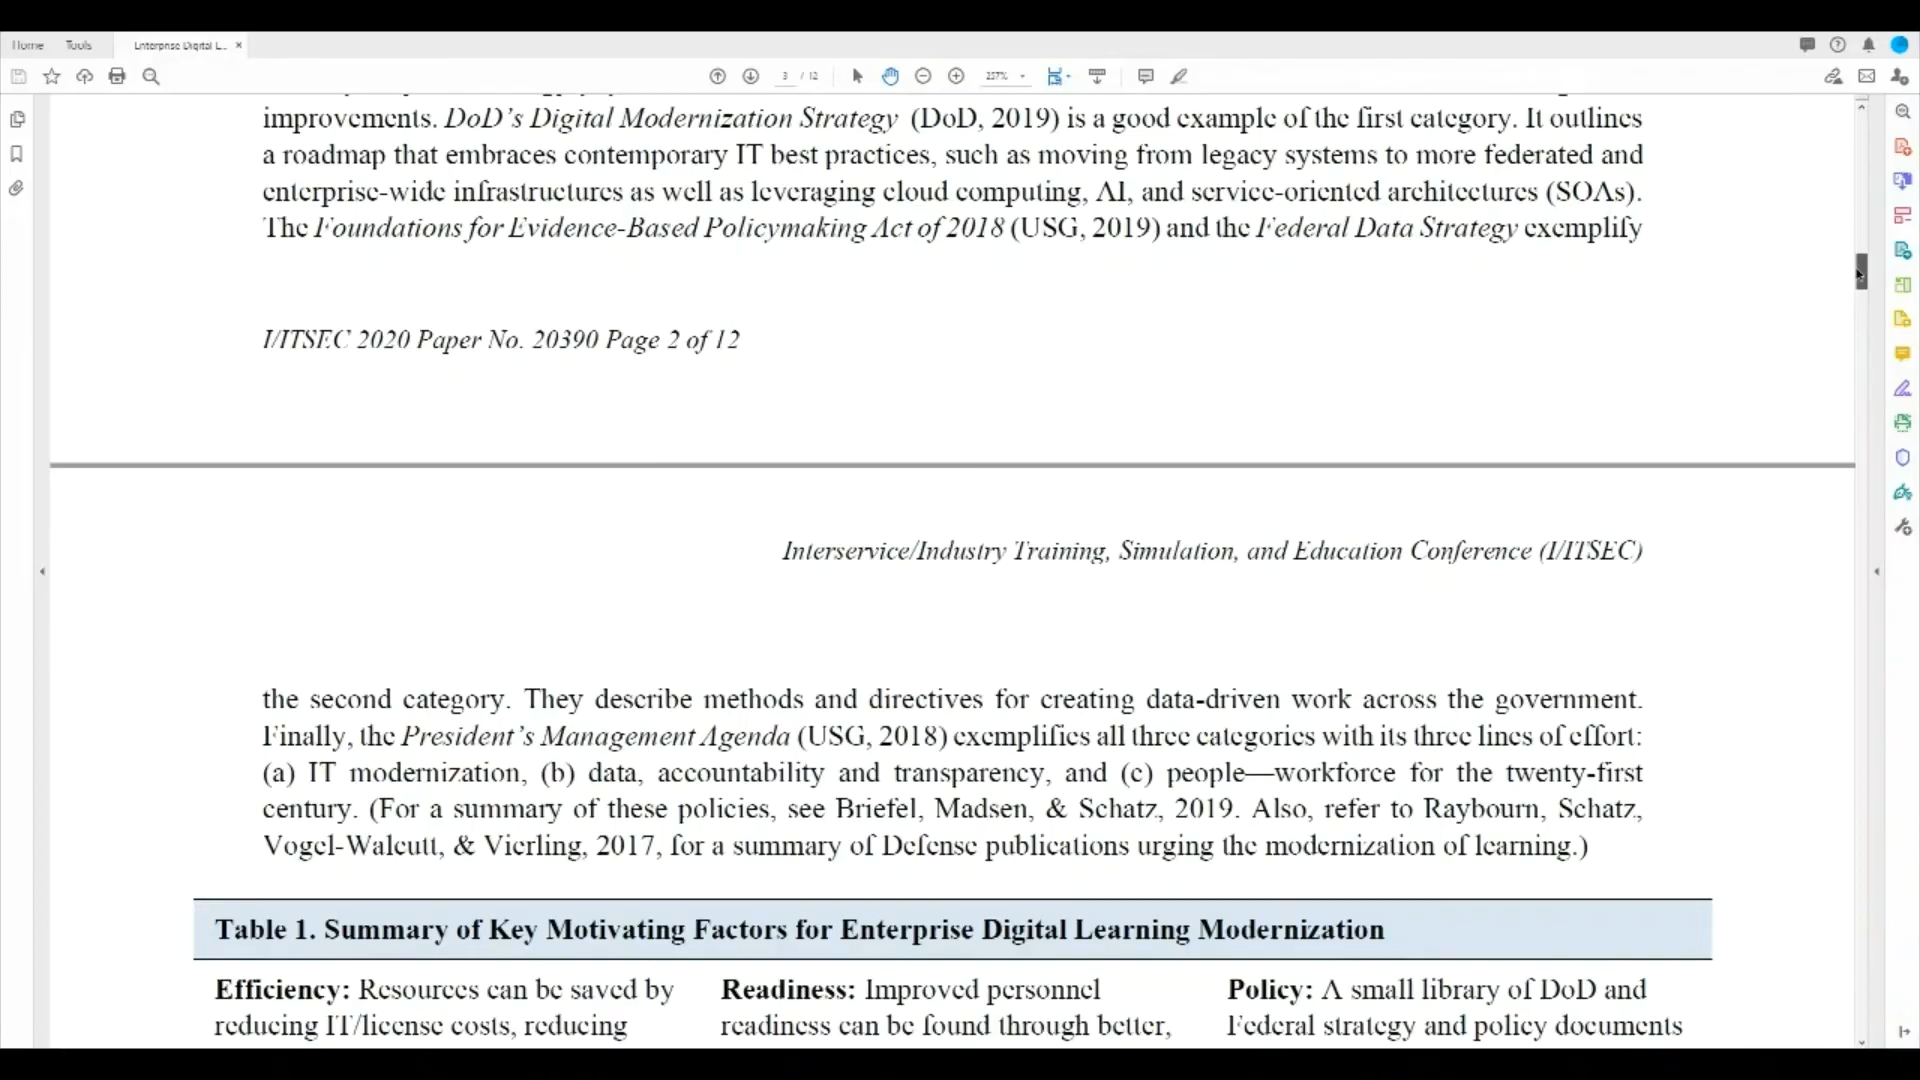 Home
Tools
Enterprise Digital L...
3 / 12
257%
improvements. DoD's Digital Modernization Strategy (DoD, 2019) is a good example of the first category. It outlines
a roadmap that embraces contemporary IT best practices, such as moving from legacy systems to more federated and
enterprise-wide infrastructures as well as leveraging cloud computing, AI, and service-oriented architectures (SOAs).
The Foundations for Evidence-Based Policymaking Act of 2018 (USG, 2019) and the Federal Data Strategy exemplify
I/ITSEC 2020 Paper No. 20390 Page 2 of 12
Interservice/Industry Training, Simulation, and Education Conference (I/ITSEC)
the second category. They describe methods and directives for creating data-driven work across the government.
Finally, the President's Management Agenda (USG, 2018) exemplifies all three categories with its three lines of effort:
(a) IT modernization, (b) data, accountability and transparency, and (c) people—workforce for the twenty-first
century. (For a summary of these policies, see Briefel, Madsen, & Schatz, 2019. Also, refer to Raybourn, Schatz,
Vogel-Walcutt, & Vierling, 2017, for a summary of Defense publications urging the modernization of learning.)
Table 1. Summary of Key Motivating Factors for Enterprise Digital Learning Modernization
Efficiency: Resources can be saved by
reducing IT/license costs, reducing
Readiness: Improved personnel
readiness can be found through better,
Policy: A small library of DoD and
Federal strategy and policy documents